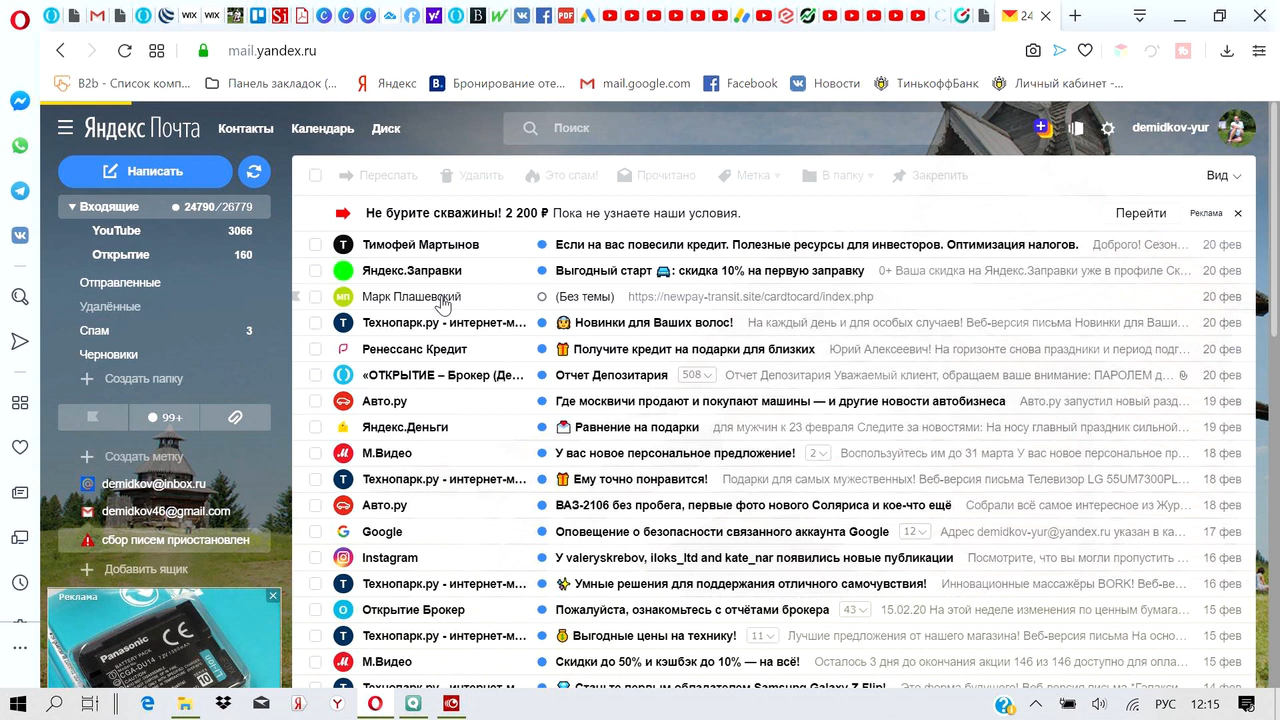 24
mail.yandex.ru
B2b - Список комп...
Панель закладок (...
Яндекс
Бронирование оте...
mail.google.com
Facebook
Новости
ТинькоффБанк
Личный кабинет -...
Яндекс Почта
Контакты
Календарь
Диск
Поиск
demidkov-yur
Написать
Переслать
Удалить
Это спам!
Прочитано
Метка
В папку
Закрепить
Вид
Входящие 24790/26779
YouTube 3066
Открытие 160
Отправленные
Удалённые
Спам 3
Черновики
Создать папку
99+
Создать метку
demidkov@inbox.ru
demidkov46@gmail.com
сбор писем приостановлен
Добавить ящик
Реклама
Panasonic
BATTERY PACK
CE
Не бурите скважины! 2 200 ₽ Пока не узнаете наши условия. Перейти Реклама
Т Тимофей Мартынов Если на вас повесили кредит. Полезные ресурсы для инвесторов. Оптимизация налогов. Доброго! Сезон... 20 фев
Яндекс.Заправки Выгодный старт 🚘: скидка 10% на первую заправку 0+ Ваша скидка на Яндекс.Заправки уже в профиле Ск... 20 фев
МП Марк Плашевский (Без темы) https://newpay-transit.site/cardtocard/index.php 20 фев
Т Технопарк.ру - интернет-м... Новинки для Ваших волос! На каждый день и для особых случаев! Веб-версия письма Новинки для Ваши... 20 фев
Ренессанс Кредит 🎁 Получите кредит на подарки для близких Юрий Алексеевич! На горизонте снова праздники и период подг... 20 фев
«ОТКРЫТИЕ – Брокер (Де... Отчет Депозитария 508 Отчет Депозитария Уважаемый клиент, обращаем ваше внимание: ПАРОЛЕМ д... 20 фев
Авто.ру Где москвичи продают и покупают машины — и другие новости автобизнеса Авто.ру запустил новый разд... 19 фев
Яндекс.Деньги Равнение на подарки для мужчин к 23 февраля Следите за новостями: На носу главный праздник сильной... 19 фев
М М.Видео У вас новое персональное предложение! 2 Воспользуйтесь им до 31 марта У вас новое персональное пр... 18 фев
Т Технопарк.ру - интернет-м... 🎁 Ему точно понравится! Подарки для самых мужественных! Веб-версия письма Телевизор LG 55UM7300PL... 18 фев
Авто.ру ВАЗ-2106 без пробега, первые фото нового Соляриса и кое-что ещё Собрали всё самое интересное из Жур... 18 фев
G Google Оповещение о безопасности связанного аккаунта Google 12 Адрес demidkov-yur@yandex.ru указан в ка... 17 фев
Instagram У valeryskrebov, iloks_ltd and kate_nar появились новые публикации Посмотрите, что вы могли пропустить ... 16 фев
Т Технопарк.ру - интернет-м... ✨ Умные решения для поддержания отличного самочувствия! Инновационные массажёры BORK! Веб-ве... 16 фев
О Открытие Брокер Пожалуйста, ознакомьтесь с отчётами брокера 43 15.02.20 На этой неделе изменения по ценным бумага... 15 фев
Т Технопарк.ру - интернет-м... Выгодные цены на технику! 11 Лучшие предложения от нашего магазина! Веб-версия письма На осно... 15 фев
М М.Видео Скидки до 50% и кэшбэк до 10% — на всё! Осталось 3 дня до окончания акции 146 из 146 доступно для опла... 15 фев
Технопарк.ру - интернет-м... Станьте первым обладателем Samsung Galaxy Z Flip! 14 фев
РУС
12:15